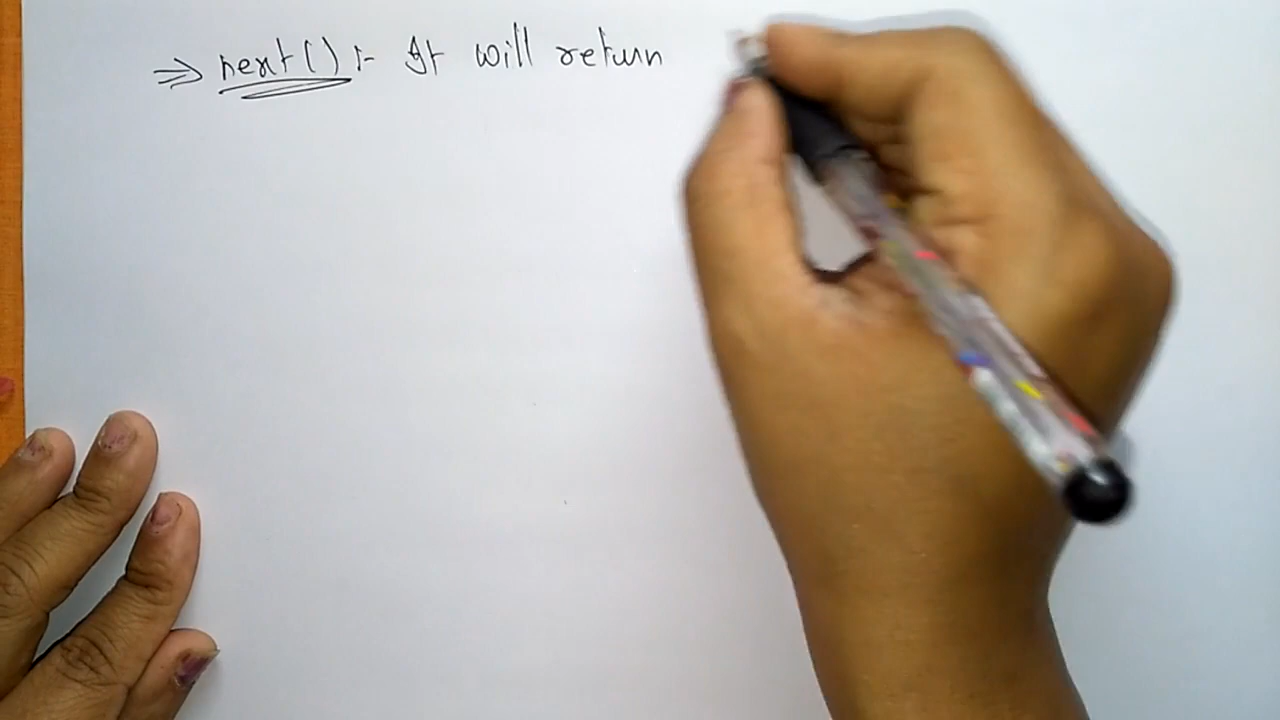 ⇒ next() :- It will return